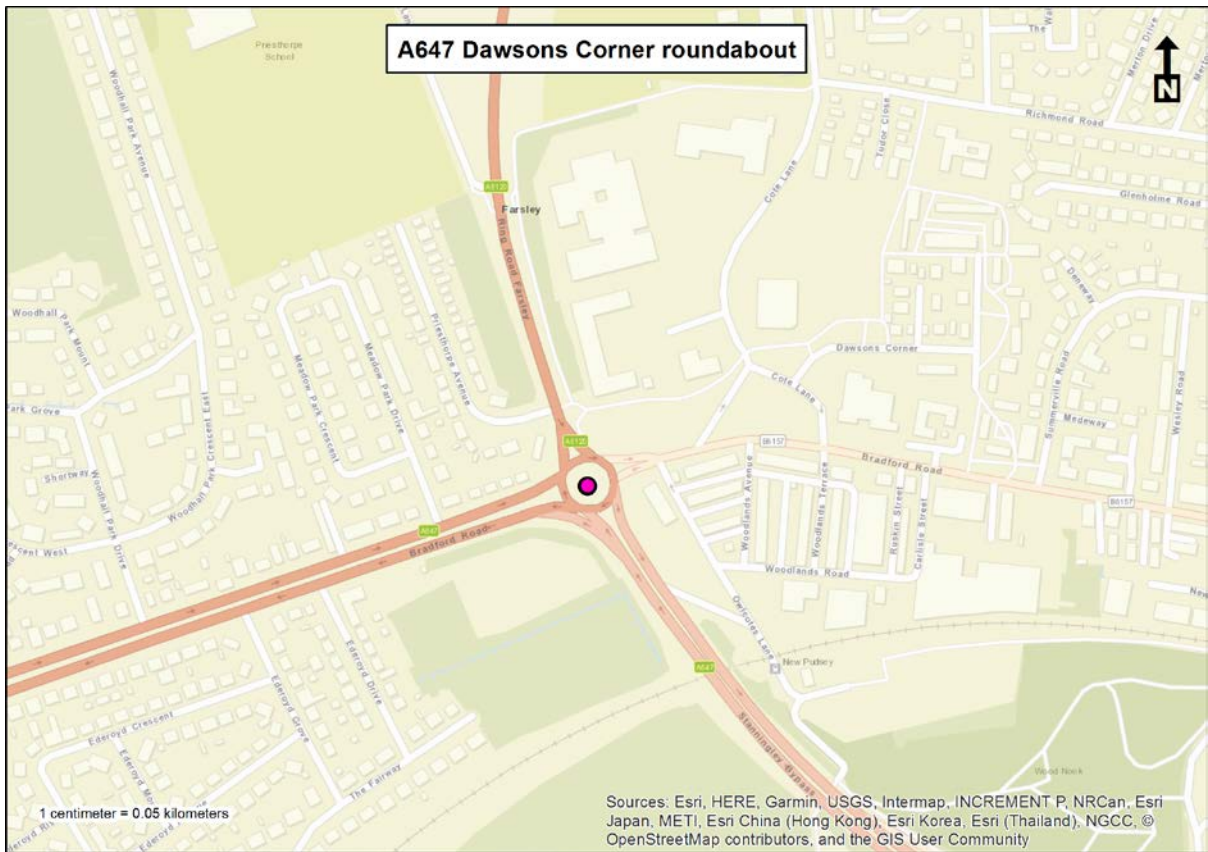 A647 Dawsons Corner roundabout
N
Priesthorpe
School
Woodhall Park Avenue
Merton Drive
Richmond Road
Tudor Close
Cote Lane
Glenholme Road
A6120
Farsley
Ring Road Farsley
Woodhall
Park Mount
Priesthorpe Avenue
Meadow Park Drive
Meadow Park Crescent
Deneway
Dawsons Corner
Cote Lane
Summerville Road
Wesley Road
Medeway
Park Grove
Woodhall Park Crescent East
Shortway
Woodhall Park Drive
A6120
B6157
Bradford Road
B6157
Woodlands Avenue
Woodlands Terrace
Ruskin Street
Carlisle Street
Woodlands Road
A647
Bradford Road
Crescent West
Owlcotes Lane
New
New Pudsey
A647
Stanningley Bypass
Ederoyd Drive
Ederoyd Grove
Ederoyd Crescent
The Fairway
Wood Nook
1 centimeter = 0.05 kilometers
Sources: Esri, HERE, Garmin, USGS, Intermap, INCREMENT P, NRCan, Esri
Japan, METI, Esri China (Hong Kong), Esri Korea, Esri (Thailand), NGCC, ©
OpenStreetMap contributors, and the GIS User Community